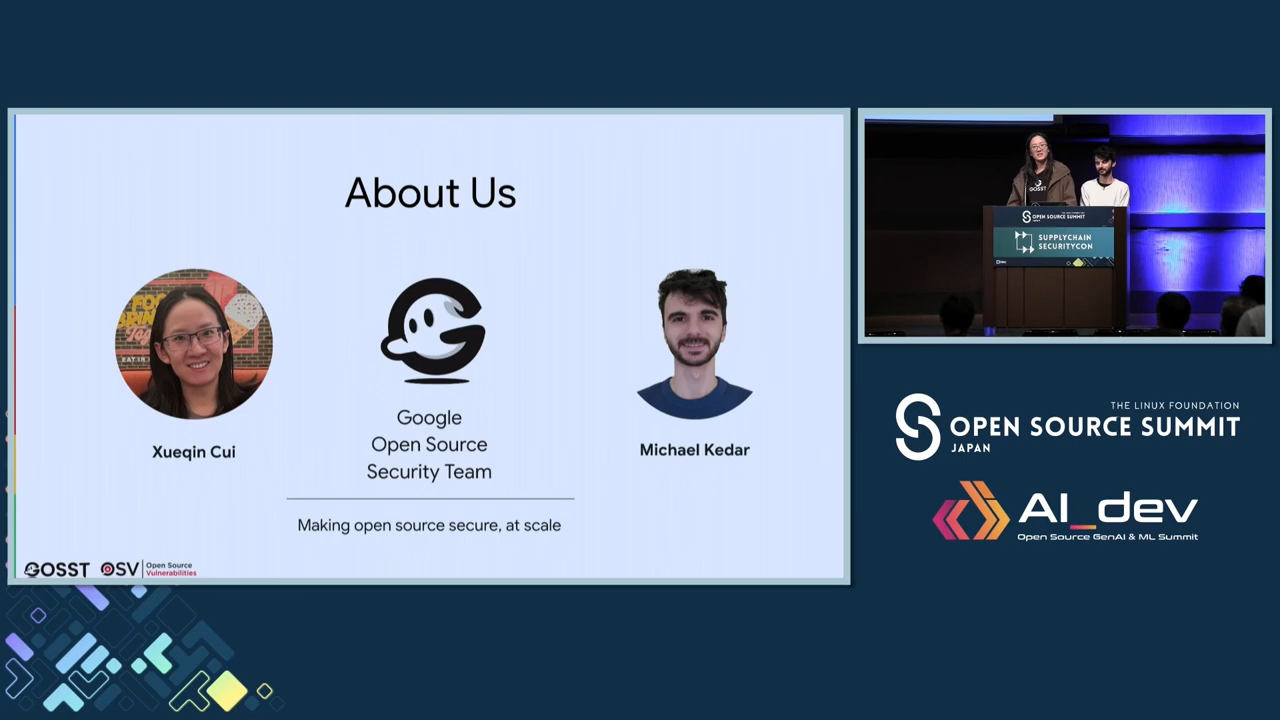 About Us
Xueqin Cui
Google
Open Source
Security Team
Making open source secure, at scale
Michael Kedar
GOSST
OSV
Open Source
Vulnerabilities
GOSST
OPEN SOURCE SUMMIT
SUPPLYCHAIN
SECURITYCON
THE LINUX FOUNDATION
OPEN SOURCE SUMMIT
JAPAN
AI_dev
Open Source GenAI & ML Summit